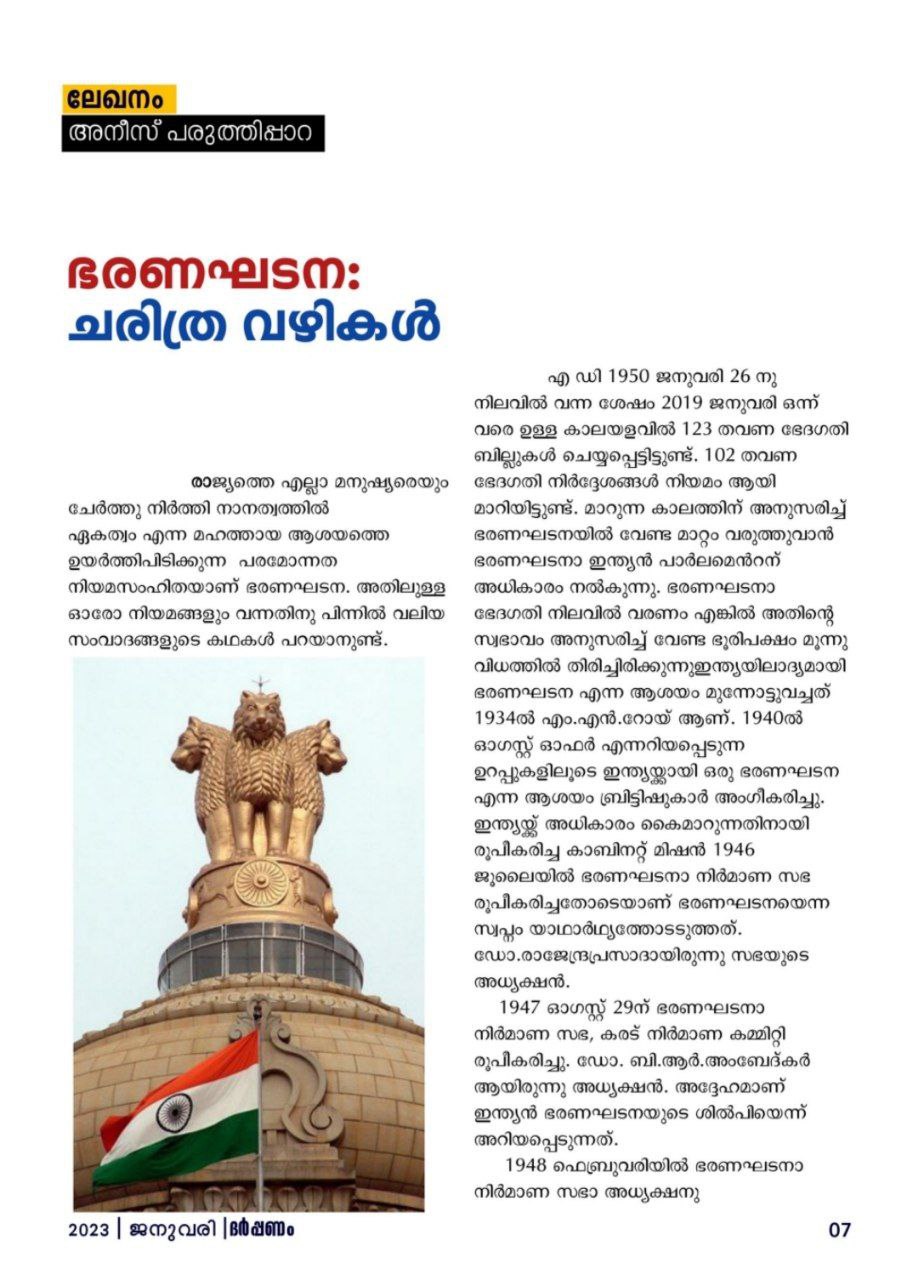 ലേഖനം
അനീസ് പരുത്തിപ്പാറ
ഭരണഘടന:
ചരിത്ര വഴികൾ
രാജ്യത്തെ എല്ലാ മനുഷ്യരെയും
ചേർത്തു നിർത്തി നാനത്വത്തിൽ
ഏകത്വം എന്ന മഹത്തായ ആശയത്തെ
ഉയർത്തിപിടിക്കുന്ന പരമോന്നത
നിയമസംഹിതയാണ് ഭരണഘടന. അതിലുള്ള
ഓരോ നിയമങ്ങളും വന്നതിനു പിന്നിൽ വലിയ
സംവാദങ്ങളുടെ കഥകൾ പറയാനുണ്ട്.
എ ഡി 1950 ജനുവരി 26 നു
നിലവിൽ വന്ന ശേഷം 2019 ജനുവരി ഒന്ന്
വരെ ഉള്ള കാലയളവിൽ 123 തവണ ഭേദഗതി
ബില്ലുകൾ ചെയ്യപ്പെട്ടിട്ടുണ്ട്. 102 തവണ
ഭേദഗതി നിർദ്ദേശങ്ങൾ നിയമം ആയി
മാറിയിട്ടുണ്ട്. മാറുന്ന കാലത്തിന് അനുസരിച്ച്
ഭരണഘടനയിൽ വേണ്ട മാറ്റം വരുത്തുവാൻ
ഭരണഘടനാ ഇന്ത്യൻ പാർലമെൻറന്
അധികാരം നൽകുന്നു. ഭരണഘടനാ
ഭേദഗതി നിലവിൽ വരണം എങ്കിൽ അതിന്റെ
സ്വഭാവം അനുസരിച്ച് വേണ്ട ഭൂരിപക്ഷം മൂന്നു
വിധത്തിൽ തിരിച്ചിരിക്കുന്നുഇന്ത്യയിലാദ്യമായി
ഭരണഘടന എന്ന ആശയം മുന്നോട്ടുവച്ചത്
1934ൽ എം.എൻ.റോയ് ആണ്. 1940ൽ
ഓഗസ്റ്റ് ഓഫർ എന്നറിയപ്പെടുന്ന
ഉറപ്പുകളിലൂടെ ഇന്ത്യയ്ക്കായി ഒരു ഭരണഘടന
എന്ന ആശയം ബ്രിട്ടിഷുകാർ അംഗീകരിച്ചു.
ഇന്ത്യയ്ക്ക് അധികാരം കൈമാറുന്നതിനായി
രൂപീകരിച്ച കാബിനറ്റ് മിഷൻ 1946
ജൂലൈയിൽ ഭരണഘടനാ നിർമാണ സഭ
രൂപീകരിച്ചതോടെയാണ് ഭരണഘടനയെന്ന
സ്വപ്നം യാഥാർഥ്യത്തോടടുത്തത്.
ഡോ.രാജേന്ദ്രപ്രസാദായിരുന്നു സഭയുടെ
അധ്യക്ഷൻ.
1947 ഓഗസ്റ്റ് 29ന് ഭരണഘടനാ
നിർമാണ സഭ, കരട് നിർമാണ കമ്മിറ്റി
രൂപീകരിച്ചു. ഡോ. ബി.ആർ.അംബേദ്കർ
ആയിരുന്നു അധ്യക്ഷൻ. അദ്ദേഹമാണ്
ഇന്ത്യൻ ഭരണഘടനയുടെ ശിൽപിയെന്ന്
അറിയപ്പെടുന്നത്.
1948 ഫെബ്രുവരിയിൽ ഭരണഘടനാ
നിർമാണ സഭാ അധ്യക്ഷനു
2023 | ജനുവരി | ദർപ്പണം
07